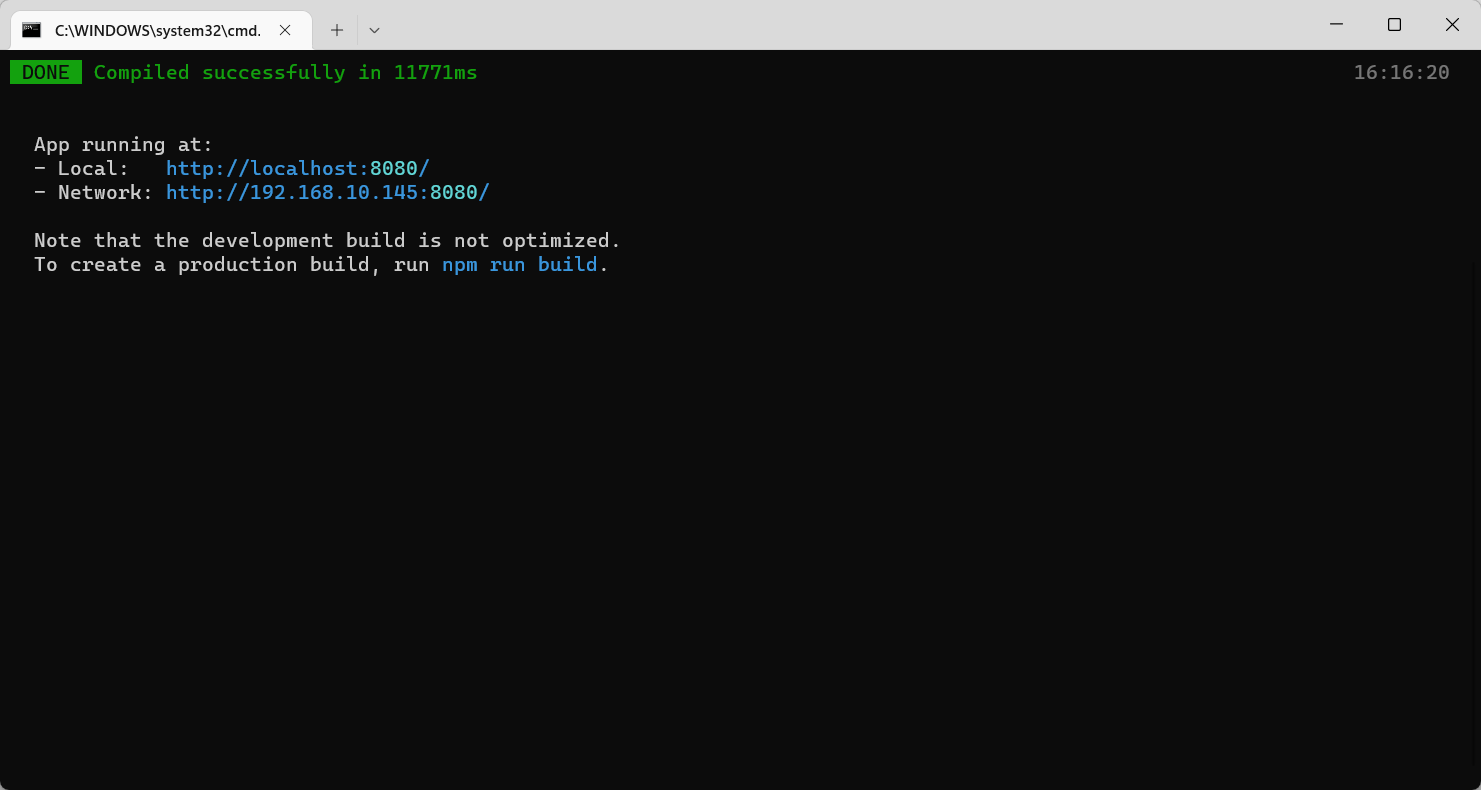 C:\WINDOWS\system32\cmd.
DONE Compiled successfully in 11771ms 16:16:20
App running at:
- Local: http://localhost:8080/
- Network: http://192.168.10.145:8080/
Note that the development build is not optimized.
To create a production build, run npm run build.